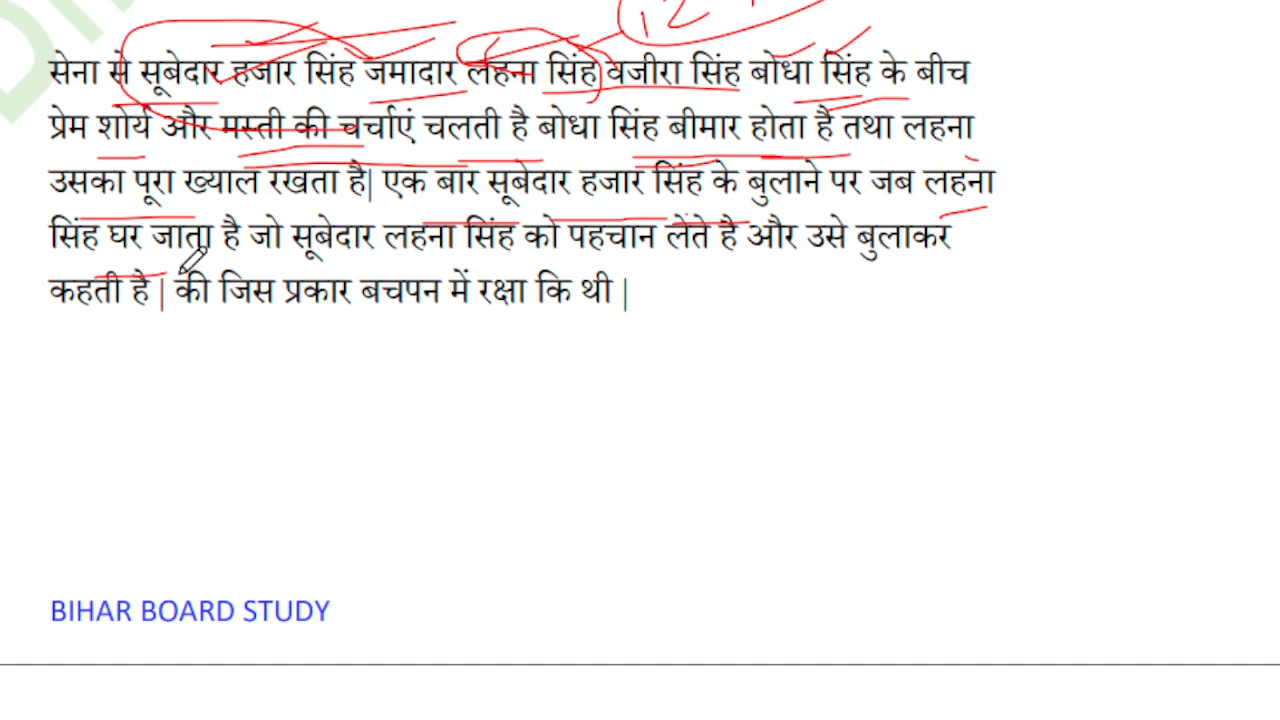 सेना से सूबेदार हजार सिंह जमादार लहना सिंह वजीरा सिंह बोधा सिंह के बीच
प्रेम शोर्य और मस्ती की चर्चाएं चलती है बोधा सिंह बीमार होता है तथा लहना
उसका पूरा ख्याल रखता है| एक बार सूबेदार हजार सिंह के बुलाने पर जब लहना
सिंह घर जाता है जो सूबेदार लहना सिंह को पहचान लेंते है और उसे बुलाकर
कहती है | की जिस प्रकार बचपन में रक्षा कि थी |
BIHAR BOARD STUDY